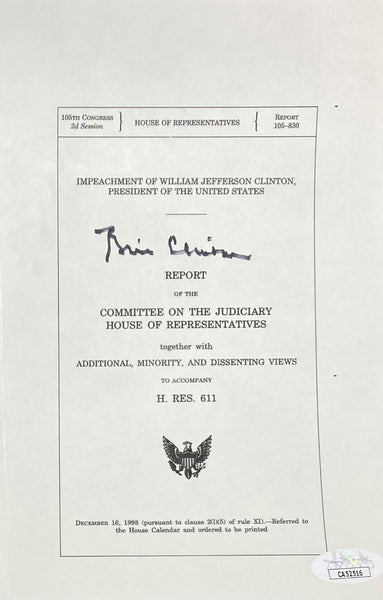 105TH CONGRESS
2d Session
HOUSE OF REPRESENTATIVES
REPORT
105–830
IMPEACHMENT OF WILLIAM JEFFERSON CLINTON,
PRESIDENT OF THE UNITED STATES
Bill Clinton
REPORT
OF THE
COMMITTEE ON THE JUDICIARY
HOUSE OF REPRESENTATIVES
together with
ADDITIONAL, MINORITY, AND DISSENTING VIEWS
TO ACCOMPANY
H. RES. 611
DECEMBER 16, 1998 (pursuant to clause 2(l)(5) of rule XI).—Referred to
the House Calendar and ordered to be printed
CA52516